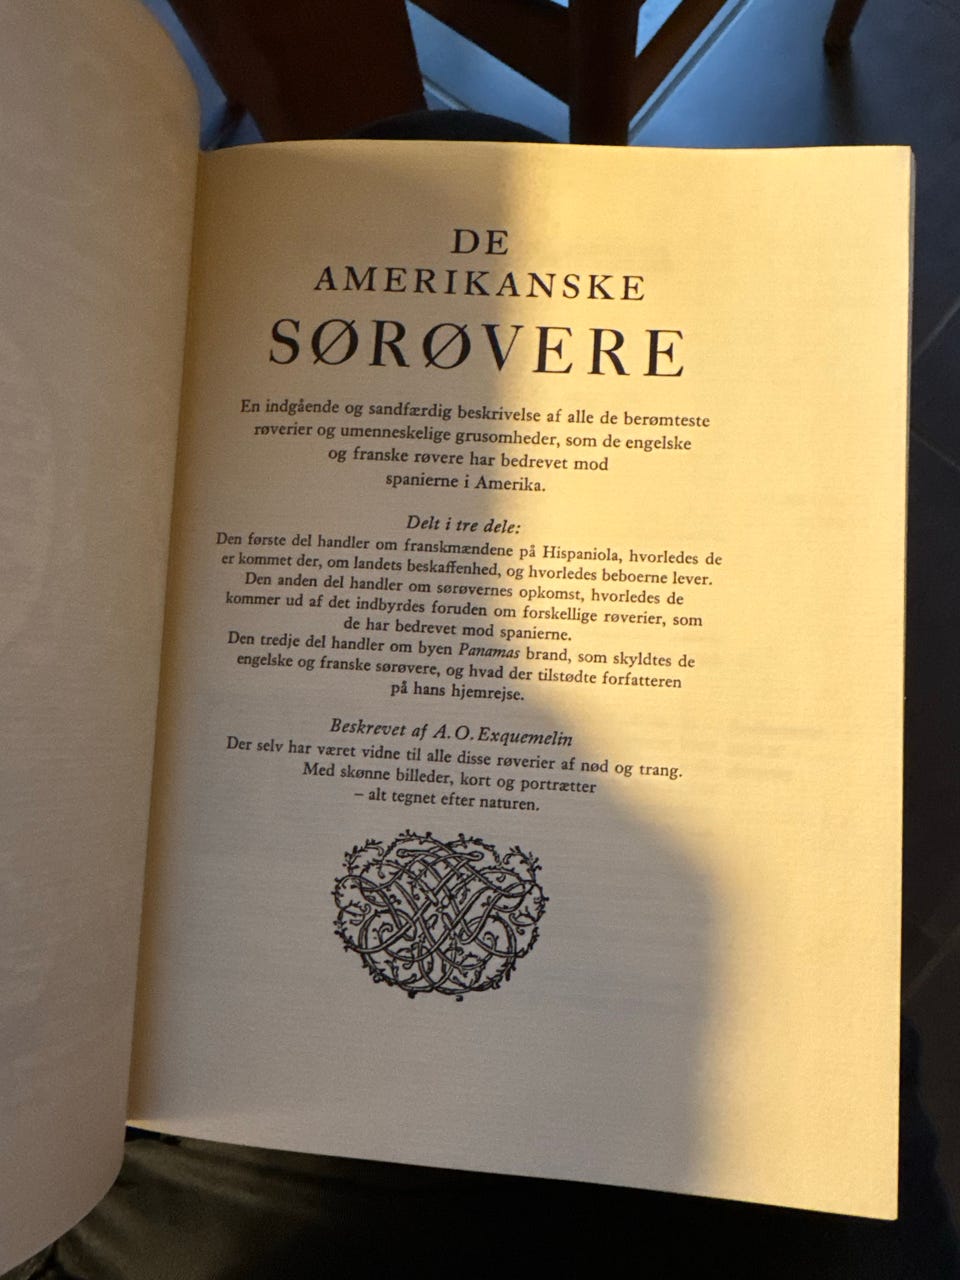 DE
AMERIKANSKE
SØRØVERE
En indgående og sandfærdig beskrivelse af alle de berømteste
røverier og umenneskelige grusomheder, som de engelske
og franske røvere har bedrevet mod
spanierne i Amerika.
Delt i tre dele:
Den første del handler om franskmændene på Hispaniola, hvorledes de
er kommet der, om landets beskaffenhed, og hvorledes beboerne lever.
Den anden del handler om sørøvernes opkomst, hvorledes de
kommer ud af det indbyrdes foruden om forskellige røverier, som
de har bedrevet mod spanierne.
Den tredje del handler om byen Panamas brand, som skyldtes de
engelske og franske sørøvere, og hvad der tilstødte forfatteren
på hans hjemrejse.
Beskrevet af A. O. Exquemelin
Der selv har været vidne til alle disse røverier af nød og trang.
Med skønne billeder, kort og portrætter
– alt tegnet efter naturen.